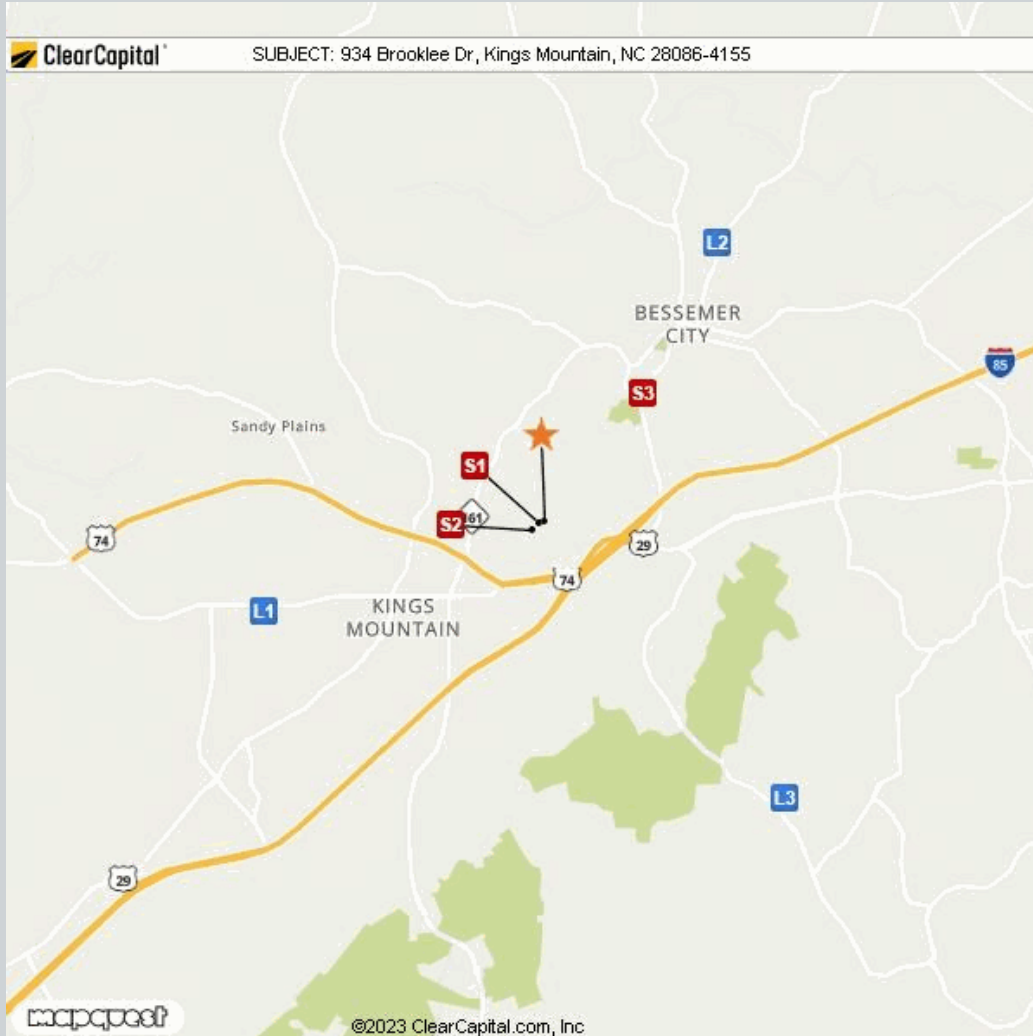 ClearCapital
SUBJECT: 934 Brooklee Dr, Kings Mountain, NC 28086-4155
L2
BESSEMER
CITY
85
S3
Sandy Plains
S1
S2
161
74
29
74
L1
KINGS
MOUNTAIN
L3
29
mapquest
©2023 ClearCapital.com, Inc